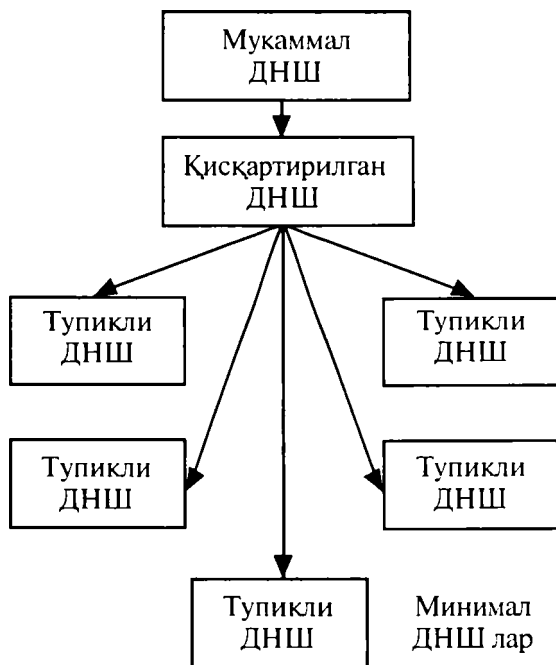 Мукаммал
ДНШ
Қисқартирилган
ДНШ
Тупикли
ДНШ
Тупикли
ДНШ
Тупикли
ДНШ
Тупикли
ДНШ
Тупикли
ДНШ
Минимал
ДНШ лар